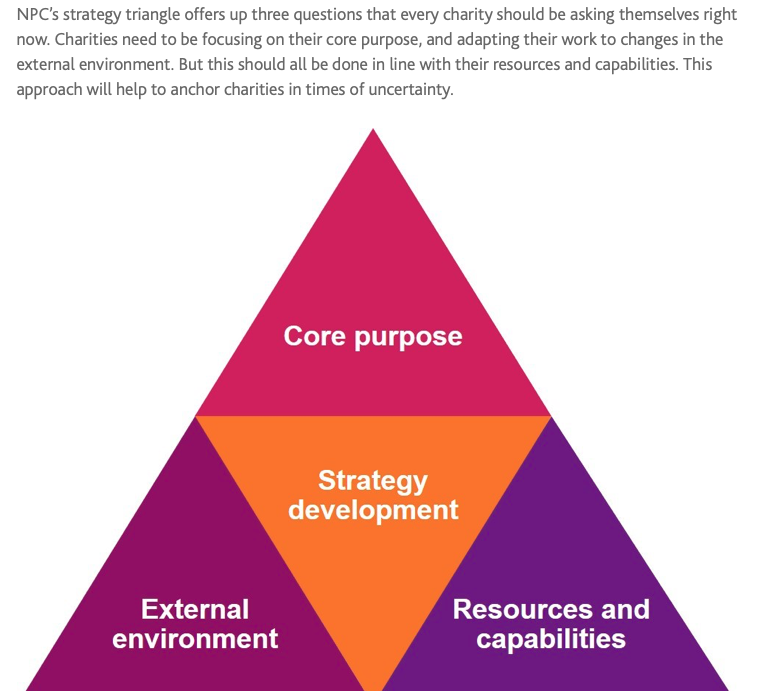 NPC’s strategy triangle offers up three questions that every charity should be asking themselves right
now. Charities need to be focusing on their core purpose, and adapting their work to changes in the
external environment. But this should all be done in line with their resources and capabilities. This
approach will help to anchor charities in times of uncertainty.
Core purpose
Strategy
development
External
environment
Resources and
capabilities